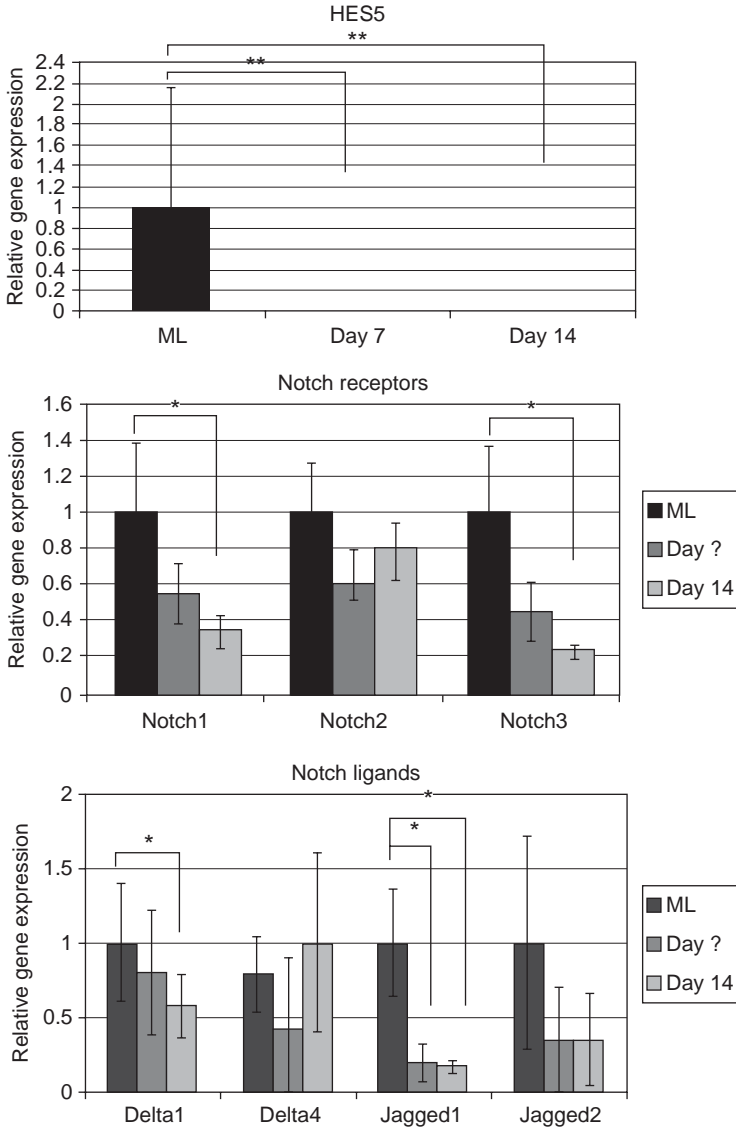 HES5
**
**
2.4
2.2
2
1.8
1.6
1.4
1.2
1
0.8
0.6
0.4
0.2
0
Relative gene expression
ML Day 7 Day 14
Notch receptors
*
*
1.6
1.4
1.2
1
0.8
0.6
0.4
0.2
0
Relative gene expression
Notch1 Notch2 Notch3
ML
Day ?
Day 14
Notch ligands
*
*
*
2
1.5
1
0.5
0
Relative gene expression
Delta1 Delta4 Jagged1 Jagged2
ML
Day ?
Day 14